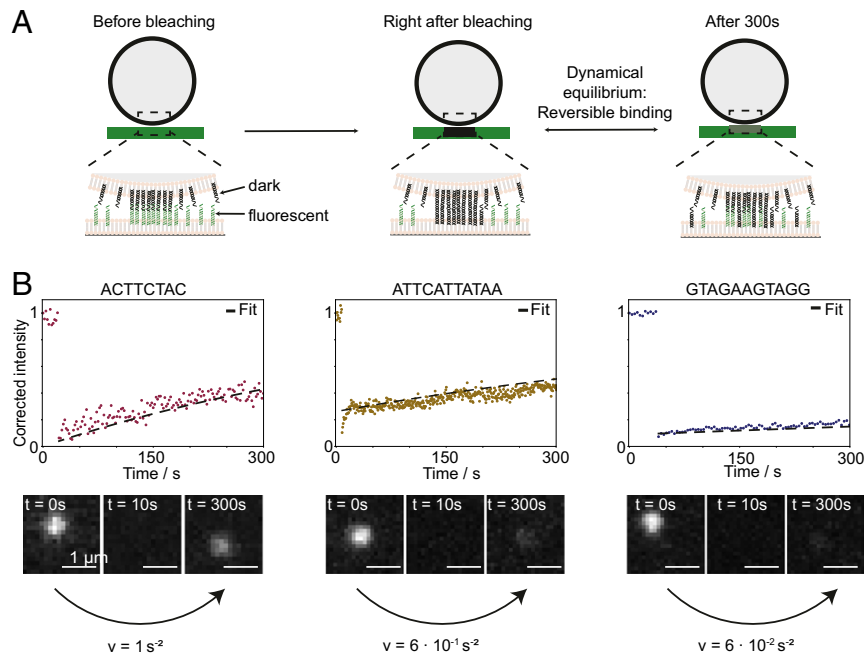 A
Before bleaching
Right after bleaching
After 300s
Dynamical
equilibrium:
Reversible binding
dark
fluorescent
B
ACTTCTAC
ATTCATTATAA
GTAGAAGTAGG
1
Fit
1
Fit
1
Fit
Corrected intensity
0
0
0
0
150
300
0
150
300
0
150
300
Time / s
Time / s
Time / s
t = 0s
t = 10s
t = 300s
t = 0s
t = 10s
t = 300s
t = 0s
t = 10s
t = 300s
1 µm
v = 1 s⁻²
v = 6 · 10⁻¹ s⁻²
v = 6 · 10⁻² s⁻²